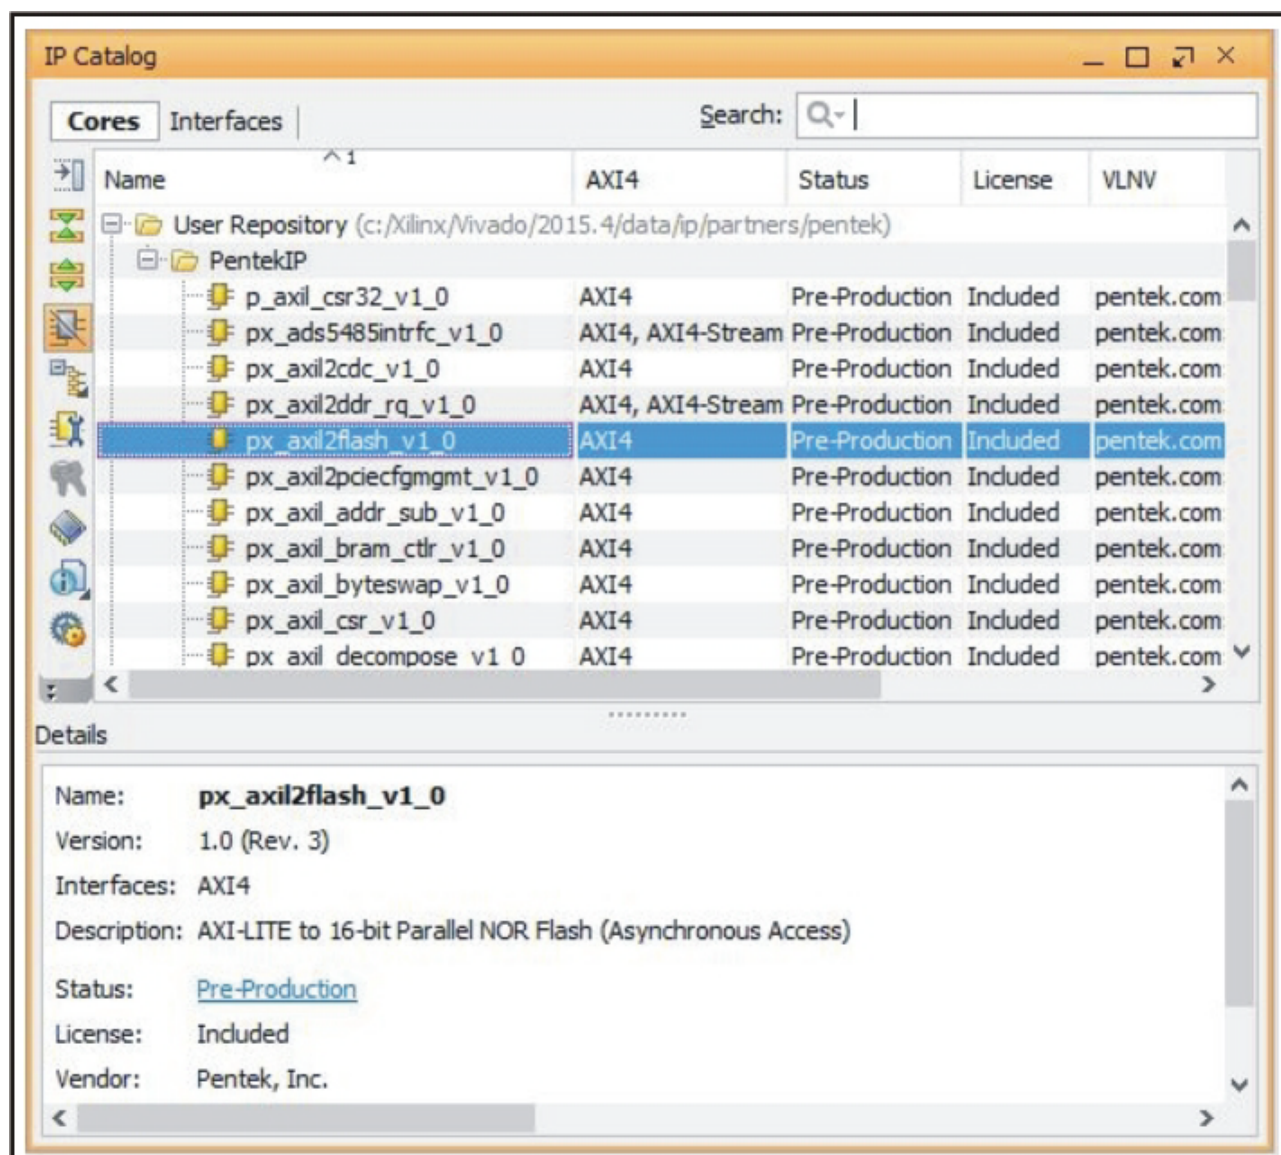 IP Catalog
Cores Interfaces Search:
Name 1 AXI4 Status License VLNV
User Repository (c:/Xilinx/Vivado/2015.4/data/ip/partners/pentek)
PentekIP
p_axil_csr32_v1_0 AXI4 Pre-Production Included pentek.com
px_ads5485intrfc_v1_0 AXI4, AXI4-Stream Pre-Production Included pentek.com
px_axil2cdc_v1_0 AXI4 Pre-Production Included pentek.com
px_axil2ddr_rq_v1_0 AXI4, AXI4-Stream Pre-Production Included pentek.com
px_axil2flash_v1_0 AXI4 Pre-Production Included pentek.com
px_axil2pciecfgmgmt_v1_0 AXI4 Pre-Production Included pentek.com
px_axil_addr_sub_v1_0 AXI4 Pre-Production Included pentek.com
px_axil_bram_ctlr_v1_0 AXI4 Pre-Production Included pentek.com
px_axil_byteswap_v1_0 AXI4 Pre-Production Included pentek.com
px_axil_csr_v1_0 AXI4 Pre-Production Included pentek.com
px_axil_decompose_v1_0 AXI4 Pre-Production Included pentek.com
Details
Name: px_axil2flash_v1_0
Version: 1.0 (Rev. 3)
Interfaces: AXI4
Description: AXI-LITE to 16-bit Parallel NOR Flash (Asynchronous Access)
Status: Pre-Production
License: Included
Vendor: Pentek, Inc.